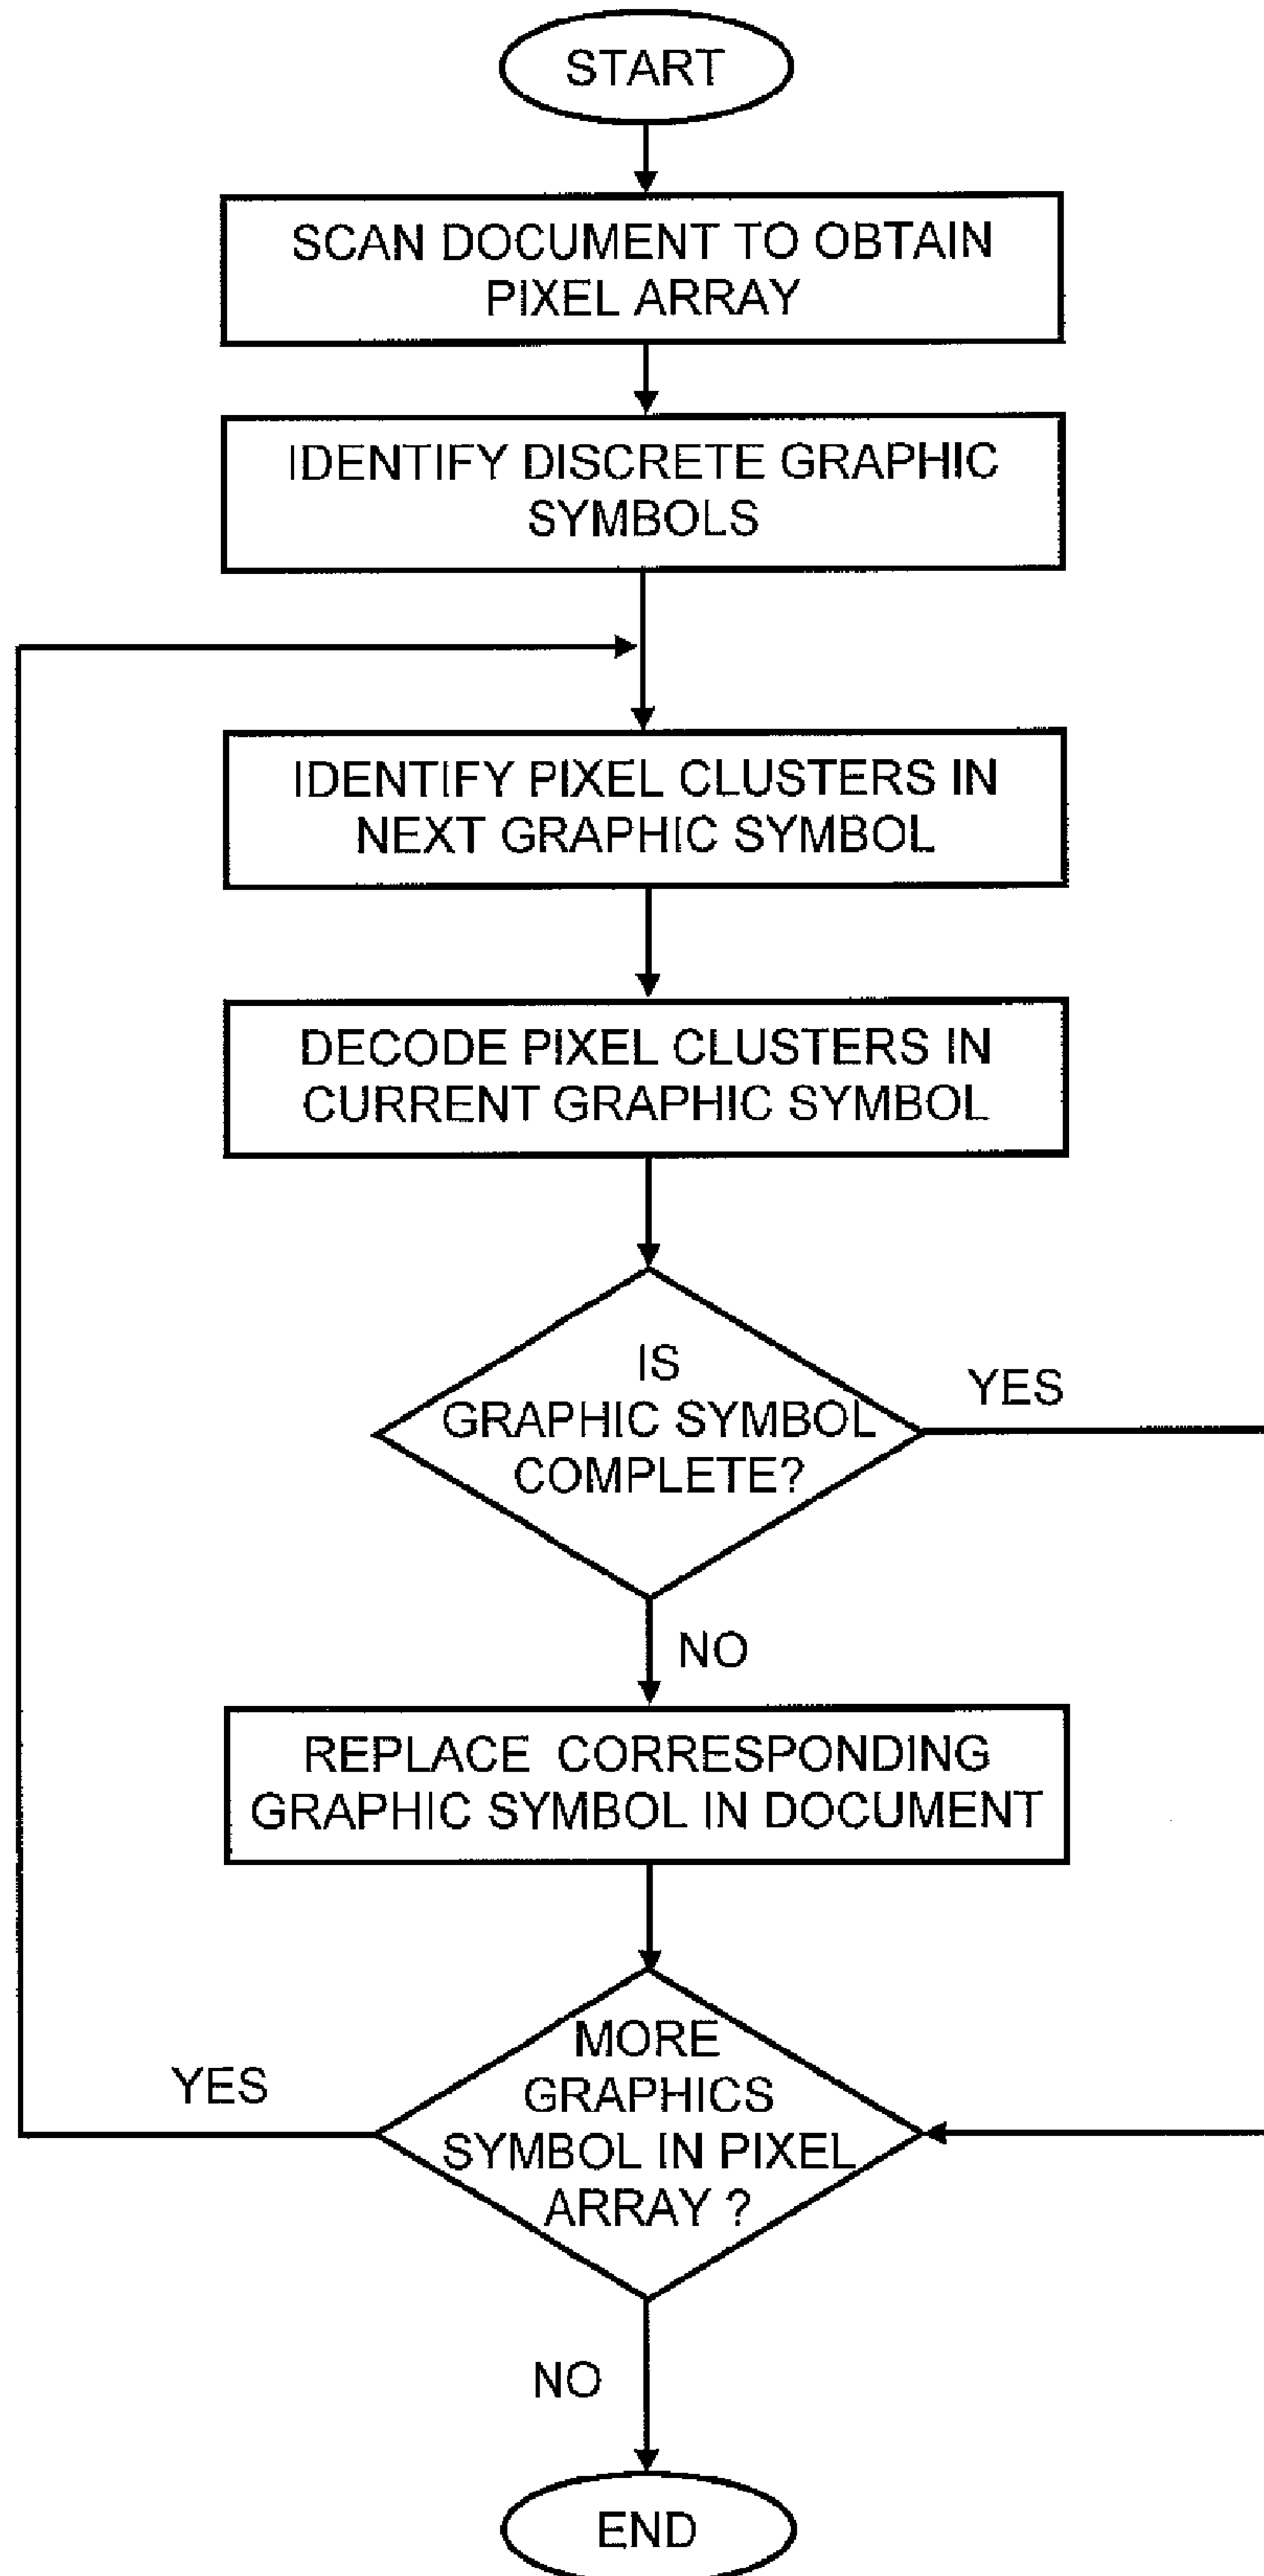 START
SCAN DOCUMENT TO OBTAIN
PIXEL ARRAY
IDENTIFY DISCRETE GRAPHIC
SYMBOLS
IDENTIFY PIXEL CLUSTERS IN
NEXT GRAPHIC SYMBOL
DECODE PIXEL CLUSTERS IN
CURRENT GRAPHIC SYMBOL
IS
GRAPHIC SYMBOL
COMPLETE?
YES
NO
REPLACE CORRESPONDING
GRAPHIC SYMBOL IN DOCUMENT
MORE
GRAPHICS
SYMBOL IN PIXEL
ARRAY ?
YES
NO
END